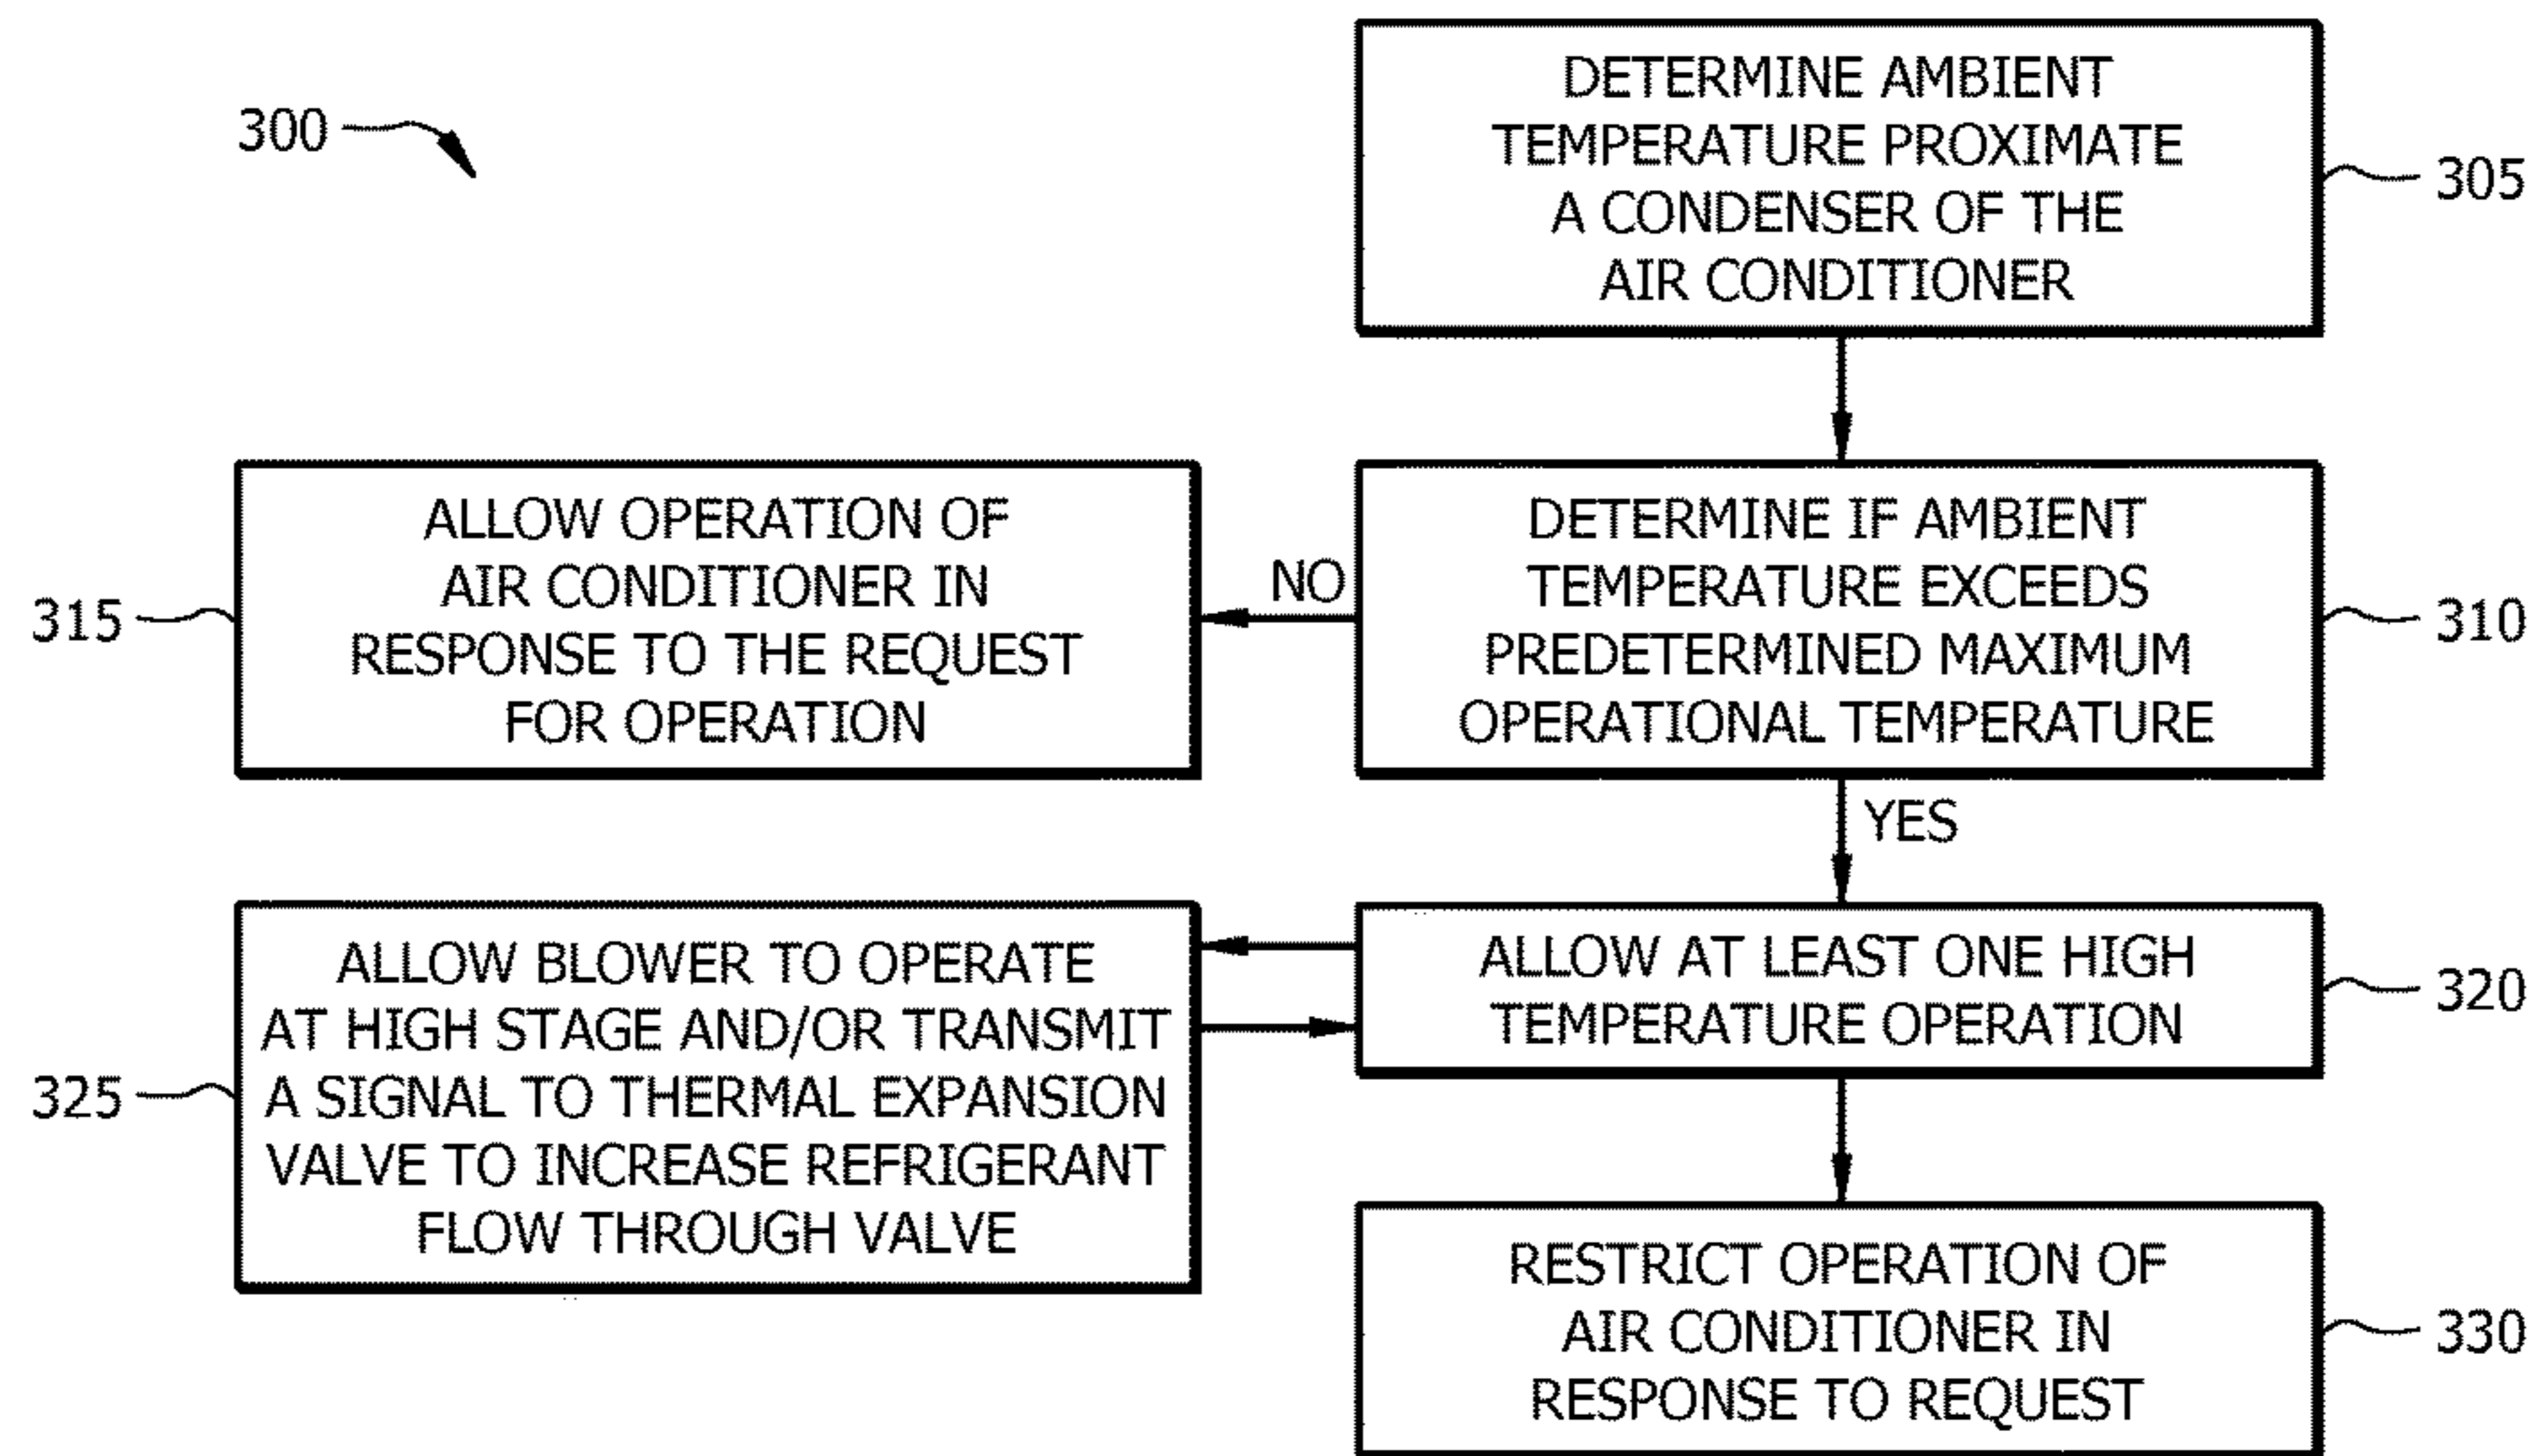 300
DETERMINE AMBIENT
TEMPERATURE PROXIMATE
A CONDENSER OF THE
AIR CONDITIONER
305
ALLOW OPERATION OF
AIR CONDITIONER IN
RESPONSE TO THE REQUEST
FOR OPERATION
315
NO
DETERMINE IF AMBIENT
TEMPERATURE EXCEEDS
PREDETERMINED MAXIMUM
OPERATIONAL TEMPERATURE
310
YES
ALLOW BLOWER TO OPERATE
AT HIGH STAGE AND/OR TRANSMIT
A SIGNAL TO THERMAL EXPANSION
VALVE TO INCREASE REFRIGERANT
FLOW THROUGH VALVE
325
ALLOW AT LEAST ONE HIGH
TEMPERATURE OPERATION
320
RESTRICT OPERATION OF
AIR CONDITIONER IN
RESPONSE TO REQUEST
330